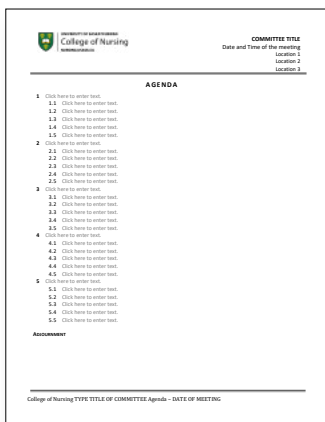 UNIVERSITY OF SASKATCHEWAN
College of Nursing
NURSING.USASK.CA
COMMITTEE TITLE
Date and Time of the meeting
Location 1
Location 2
Location 3
AGENDA
1 Click here to enter text.
1.1 Click here to enter text.
1.2 Click here to enter text.
1.3 Click here to enter text.
1.4 Click here to enter text.
1.5 Click here to enter text.
2 Click here to enter text.
2.1 Click here to enter text.
2.2 Click here to enter text.
2.3 Click here to enter text.
2.4 Click here to enter text.
2.5 Click here to enter text.
3 Click here to enter text.
3.1 Click here to enter text.
3.2 Click here to enter text.
3.3 Click here to enter text.
3.4 Click here to enter text.
3.5 Click here to enter text.
4 Click here to enter text.
4.1 Click here to enter text.
4.2 Click here to enter text.
4.3 Click here to enter text.
4.4 Click here to enter text.
4.5 Click here to enter text.
5 Click here to enter text.
5.1 Click here to enter text.
5.2 Click here to enter text.
5.3 Click here to enter text.
5.4 Click here to enter text.
5.5 Click here to enter text.
ADJOURNMENT
College of Nursing TYPE TITLE OF COMMITTEE Agenda – DATE OF MEETING